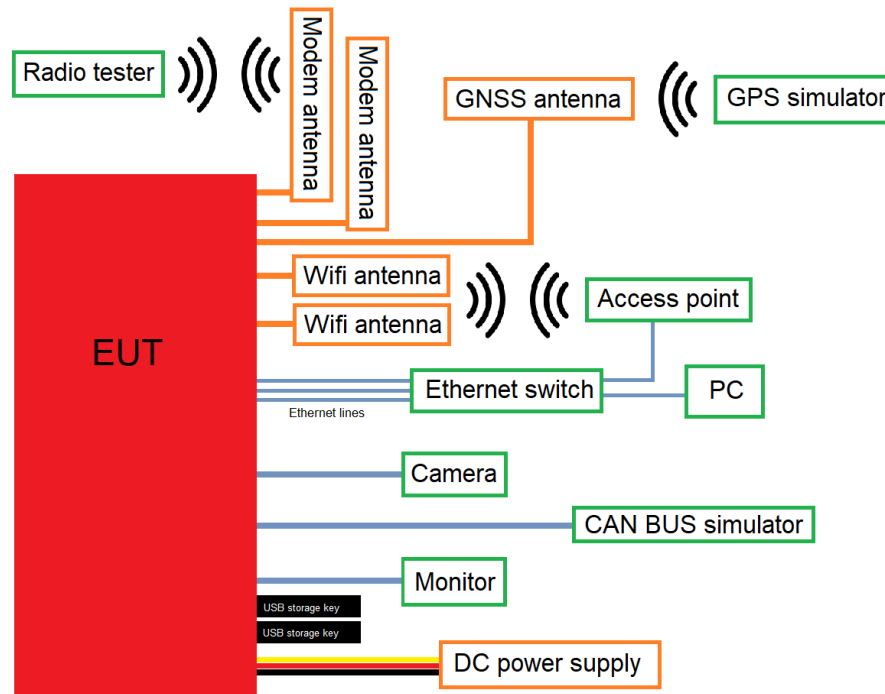 Radio tester
Modem antenna
Modem antenna
GNSS antenna
GPS simulator
Wifi antenna
Wifi antenna
Access point
EUT
Ethernet switch
PC
Ethernet lines
Camera
CAN BUS simulator
Monitor
USB storage key
USB storage key
DC power supply